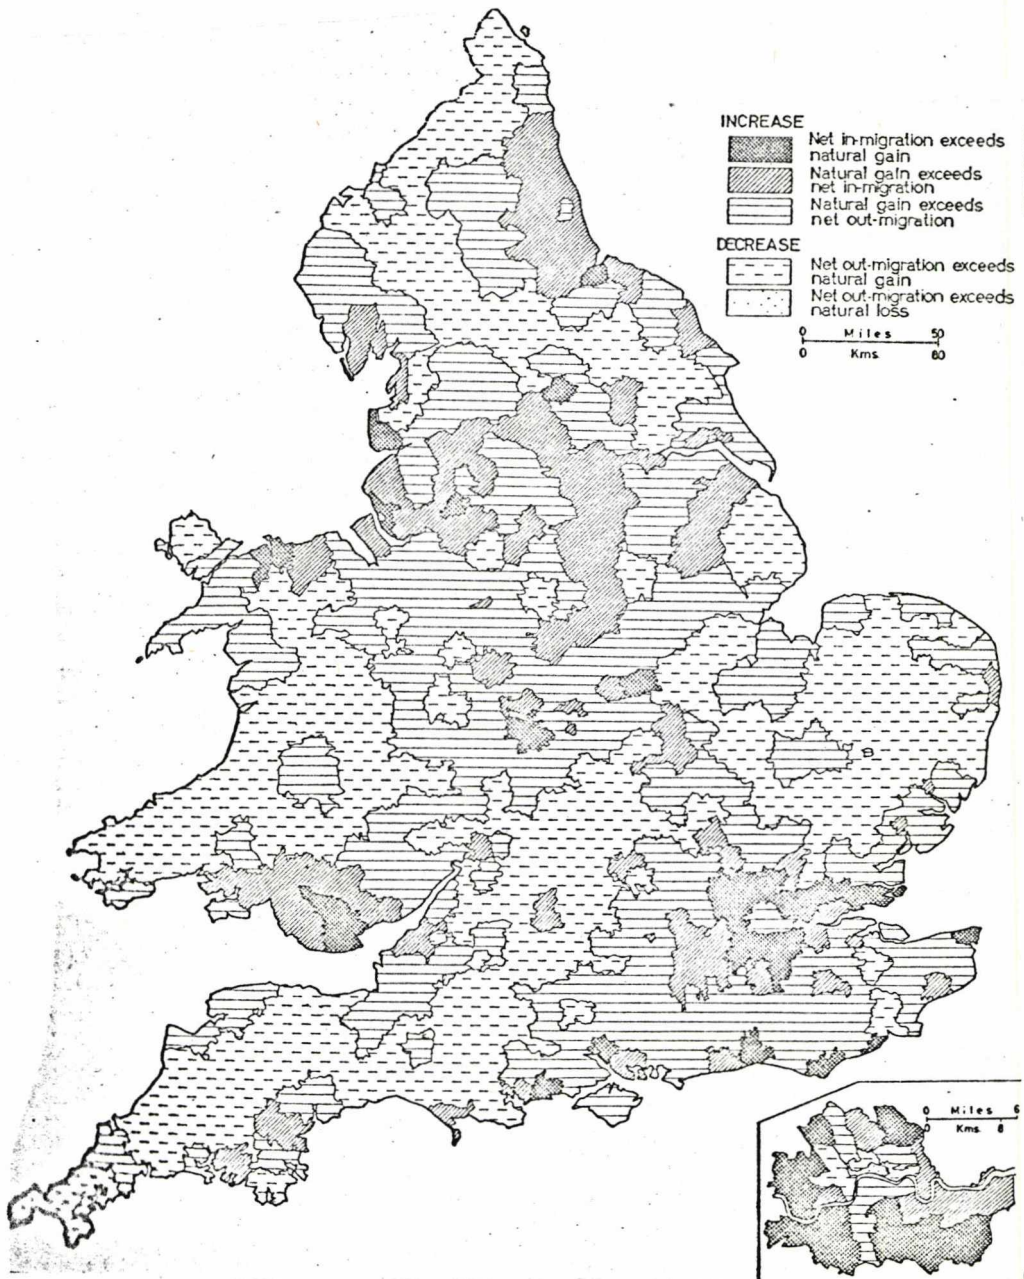 INCREASE
Net in-migration exceeds
natural gain
Natural gain exceeds
net in-migration
Natural gain exceeds
net out-migration
DECREASE
Net out-migration exceeds
natural gain
Net out-migration exceeds
natural loss
0 Miles 50
0 Kms. 80
0 Miles 6
0 Kms. 8